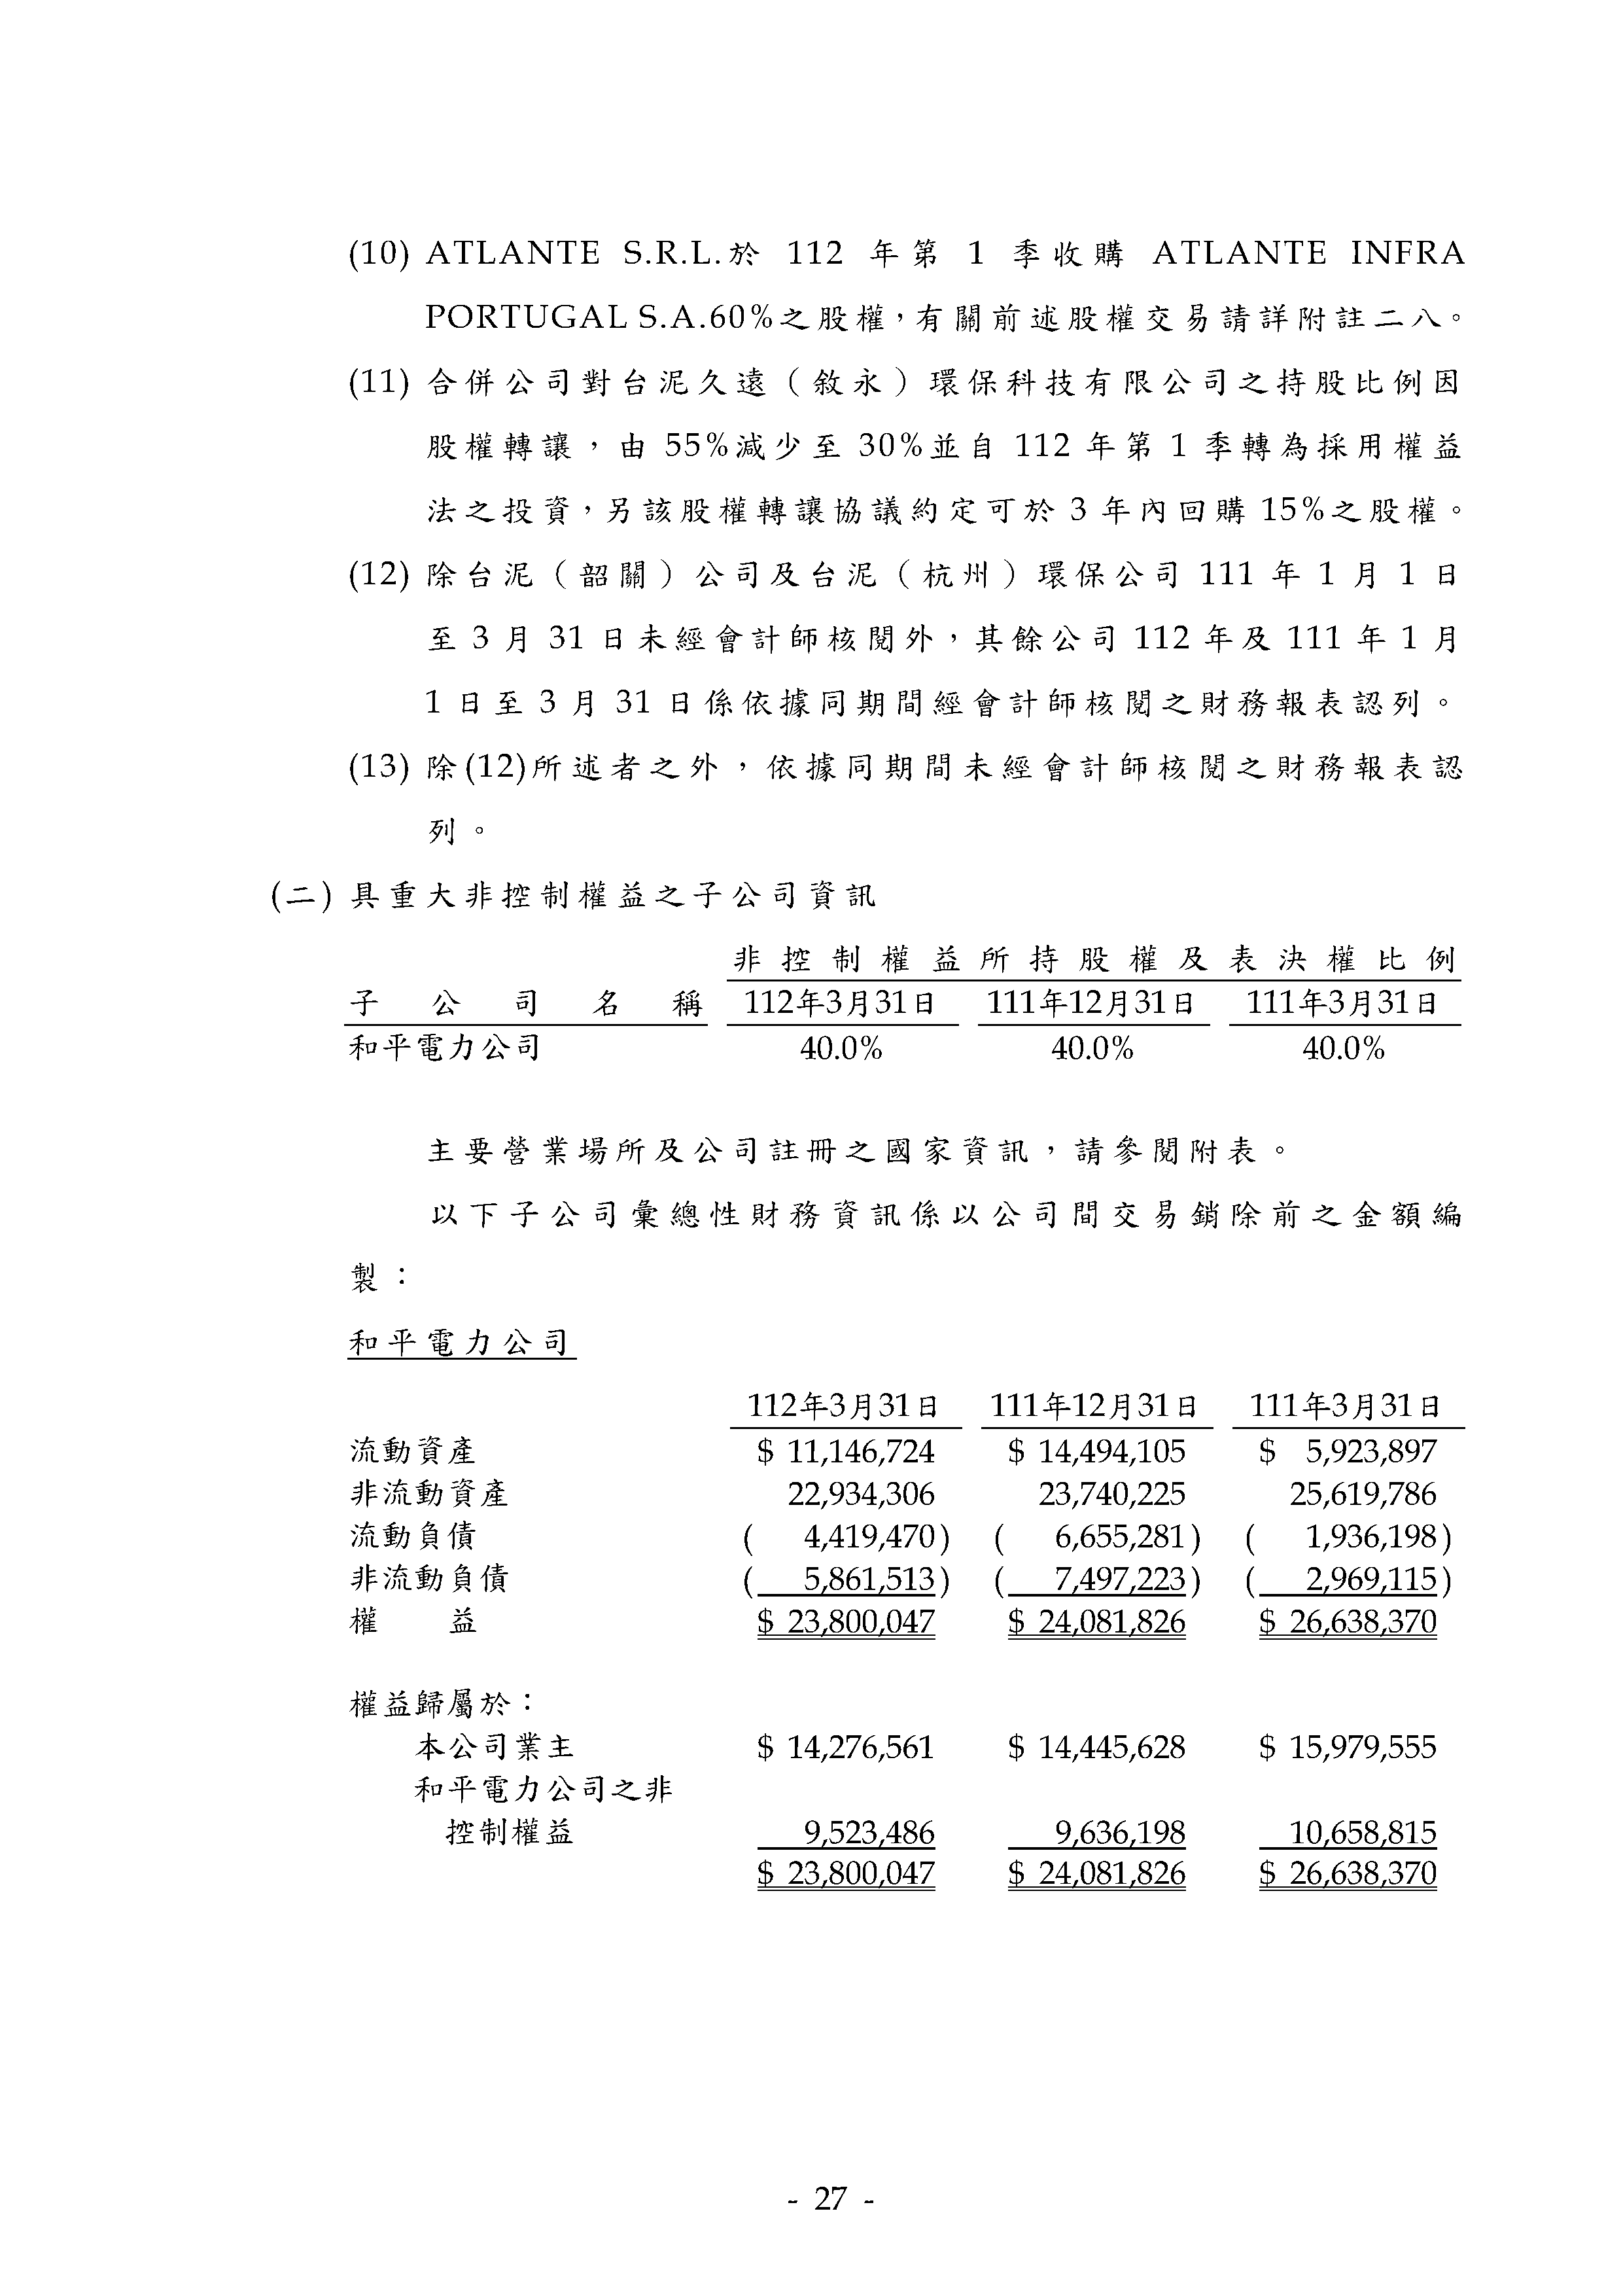 (10) ATLANTE S.R.L.於 112 年第 1 季收購 ATLANTE INFRA
PORTUGAL S.A.60%之股權，有關前述股權交易請詳附註二八。
(11) 合併公司對台泥久遠（敘永）環保科技有限公司之持股比例因
股權轉讓，由 55%減少至 30%並自 112 年第 1 季轉為採用權益
法之投資，另該股權轉讓協議約定可於 3 年內回購 15%之股權。
(12) 除台泥（韶關）公司及台泥（杭州）環保公司 111 年 1 月 1 日
至 3 月 31 日未經會計師核閱外，其餘公司 112 年及 111 年 1 月
1 日至 3 月 31 日係依據同期間經會計師核閱之財務報表認列。
(13) 除(12)所述者之外，依據同期間未經會計師核閱之財務報表認
列。
(二) 具重大非控制權益之子公司資訊
非控制權益所持股權及表決權比例
子公司名稱 112年3月31日 111年12月31日 111年3月31日
和平電力公司 40.0% 40.0% 40.0%
主要營業場所及公司註冊之國家資訊，請參閱附表。
以下子公司彙總性財務資訊係以公司間交易銷除前之金額編
製：
和平電力公司
112年3月31日 111年12月31日 111年3月31日
流動資產 $ 11,146,724 $ 14,494,105 $ 5,923,897
非流動資產 22,934,306 23,740,225 25,619,786
流動負債 ( 4,419,470) ( 6,655,281) ( 1,936,198)
非流動負債 ( 5,861,513) ( 7,497,223) ( 2,969,115)
權益 $ 23,800,047 $ 24,081,826 $ 26,638,370
權益歸屬於：
本公司業主 $ 14,276,561 $ 14,445,628 $ 15,979,555
和平電力公司之非
控制權益 9,523,486 9,636,198 10,658,815
$ 23,800,047 $ 24,081,826 $ 26,638,370
- 27 -